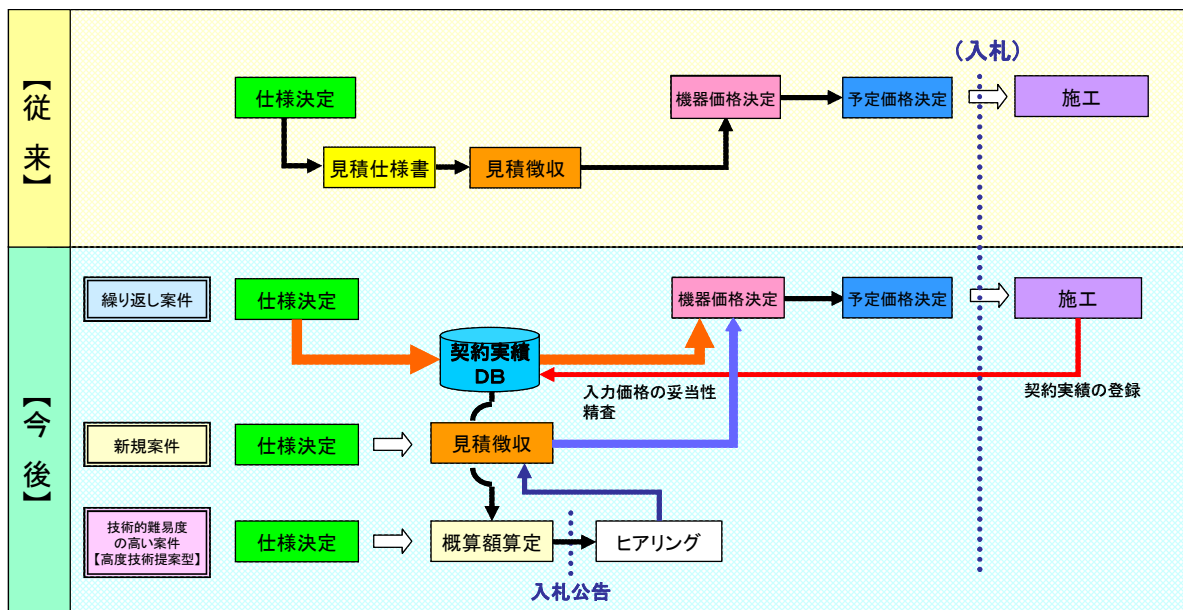 【従来】
(入札)
仕様決定
機器価格決定
予定価格決定
施工
見積仕様書
見積徴収
【今後】
繰り返し案件
仕様決定
機器価格決定
予定価格決定
施工
契約実績
DB
入力価格の妥当性
精査
契約実績の登録
新規案件
仕様決定
見積徴収
技術的難易度
の高い案件
【高度技術提案型】
仕様決定
概算額算定
ヒアリング
入札公告